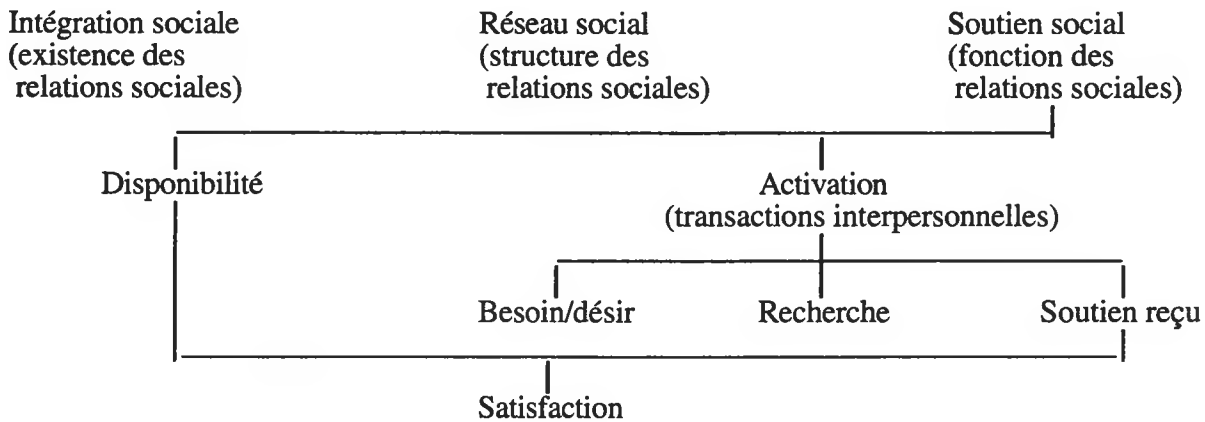 Intégration sociale
(existence des
relations sociales)
Réseau social
(structure des
relations sociales)
Soutien social
(fonction des
relations sociales)
Disponibilité
Activation
(transactions interpersonnelles)
Besoin/désir
Recherche
Soutien reçu
Satisfaction